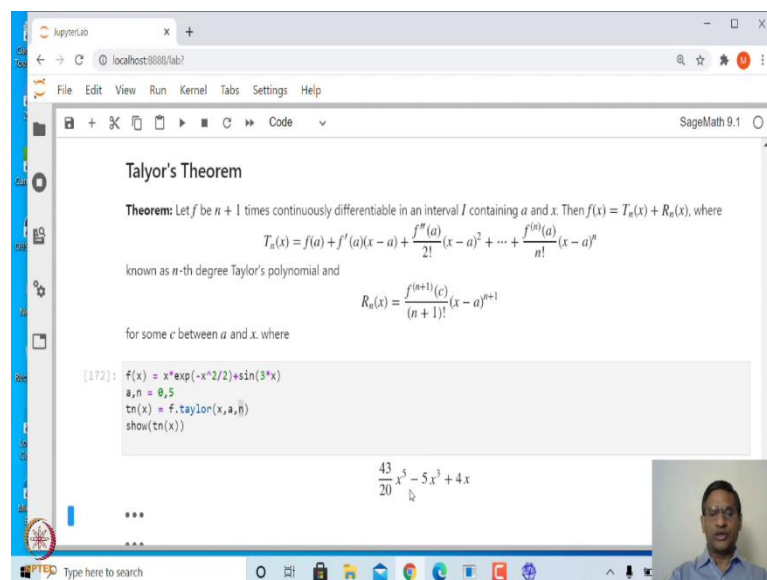 JupyterLab
localhost:8888/lab?
M
File Edit View Run Kernel Tabs Settings Help
Code
SageMath 9.1
Talyor's Theorem
Theorem: Let f be n + 1 times continuously differentiable in an interval I containing a and x. Then f(x) = T_n(x) + R_n(x), where
T_n(x) = f(a) + f'(a)(x − a) + f''(a)/2! (x − a)^2 + ⋯ + f^(n)(a)/n! (x − a)^n
known as n-th degree Taylor's polynomial and
R_n(x) = f^(n+1)(c)/(n + 1)! (x − a)^(n+1)
for some c between a and x. where
[172]: f(x) = x*exp(-x^2/2)+sin(3*x)
a,n = 0,5
tn(x) = f.taylor(x,a,n)
show(tn(x))
43/20 x^5 − 5x^3 + 4x
•••
Type here to search